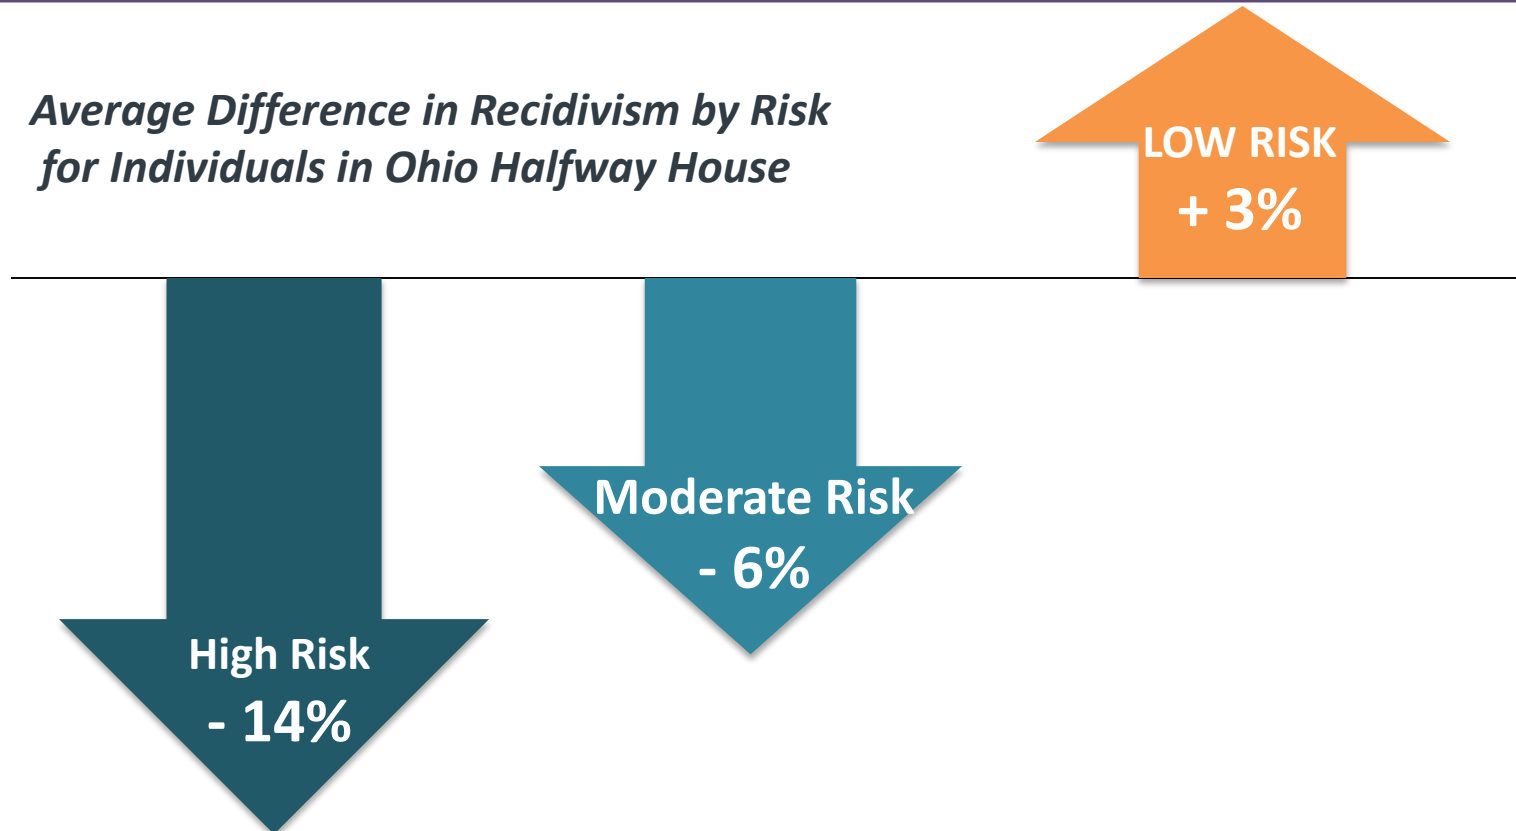 Average Difference in Recidivism by Risk
for Individuals in Ohio Halfway House
LOW RISK
+ 3%
Moderate Risk
- 6%
High Risk
- 14%